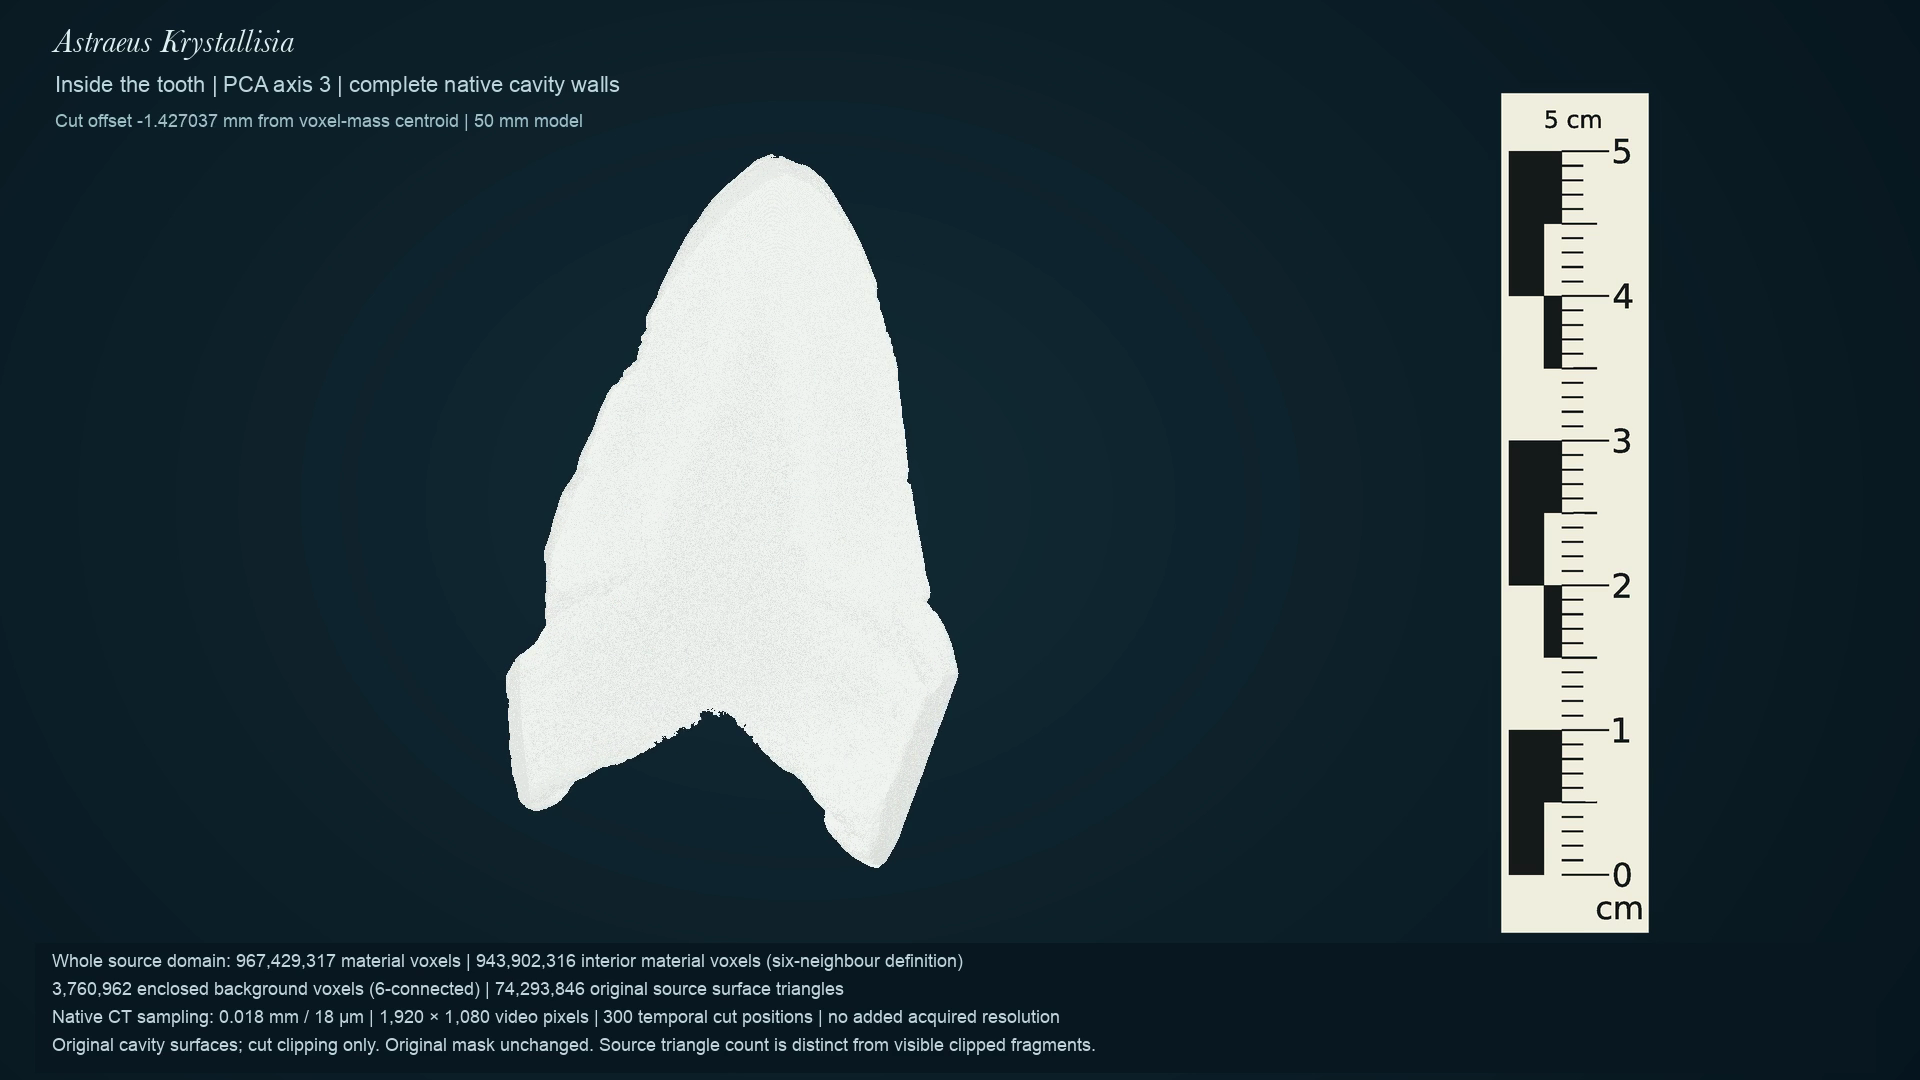 Astraeus Krystallisia
Inside the tooth | PCA axis 3 | complete native cavity walls
Cut offset -1.427037 mm from voxel-mass centroid | 50 mm model
5 cm
5
4
3
2
1
0
cm
Whole source domain: 967,429,317 material voxels | 943,902,316 interior material voxels (six-neighbour definition)
3,760,962 enclosed background voxels (6-connected) | 74,293,846 original source surface triangles
Native CT sampling: 0.018 mm / 18 µm | 1,920 × 1,080 video pixels | 300 temporal cut positions | no added acquired resolution
Original cavity surfaces; cut clipping only. Original mask unchanged. Source triangle count is distinct from visible clipped fragments.